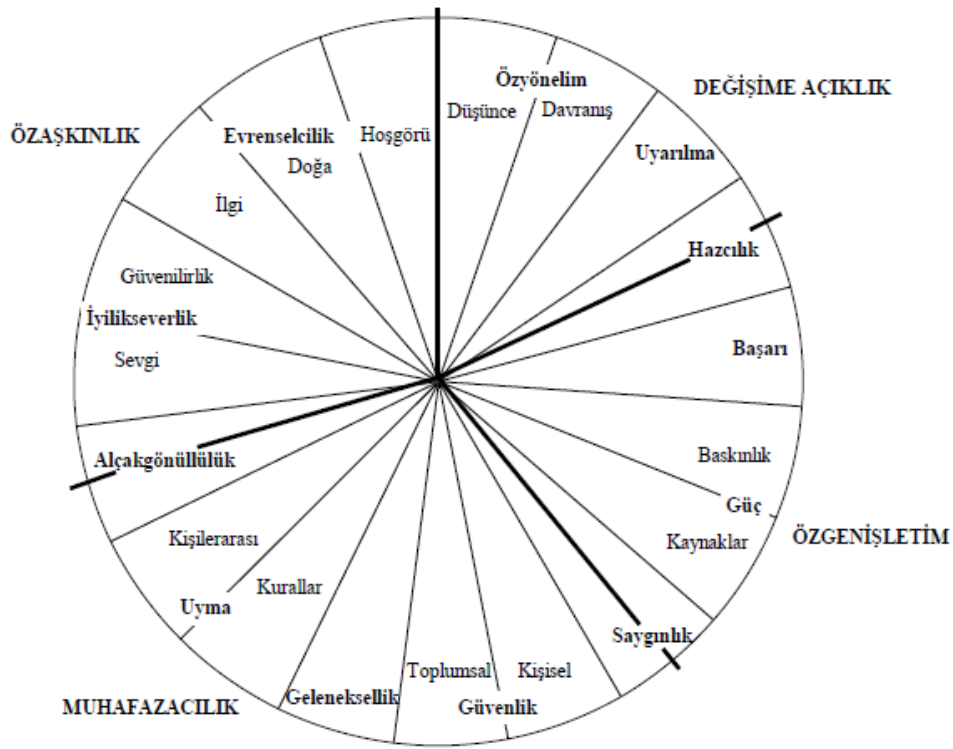 Özyönelim
Düşünce
Davranış
DEĞİŞİME AÇIKLIK
Uyarılma
Hazcılık
Başarı
Baskınlık
Güç
Kaynaklar
ÖZGENİŞLETİM
Saygınlık
Kişisel
Toplumsal
Güvenlik
Geleneksellik
MUHAFAZACILIK
Kurallar
Uyma
Kişilerarası
Alçakgönüllülük
Sevgi
İyilikseverlik
Güvenilirlik
ÖZAŞKINLIK
İlgi
Doğa
Evrenselcilik
Hoşgörü